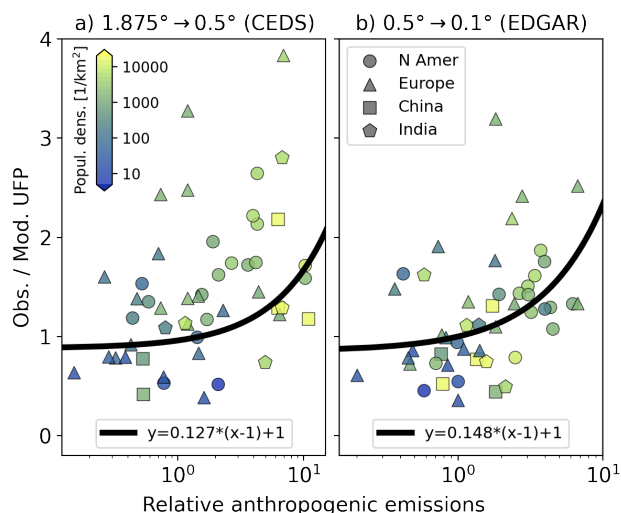 a) 1.875° → 0.5° (CEDS)
b) 0.5° → 0.1° (EDGAR)
Obs. / Mod. UFP
4
3
2
1
0
Popul. dens. [1/km²]
10000
1000
100
10
N Amer
Europe
China
India
y=0.127*(x-1)+1
y=0.148*(x-1)+1
10⁰
10¹
10⁰
10¹
Relative anthropogenic emissions